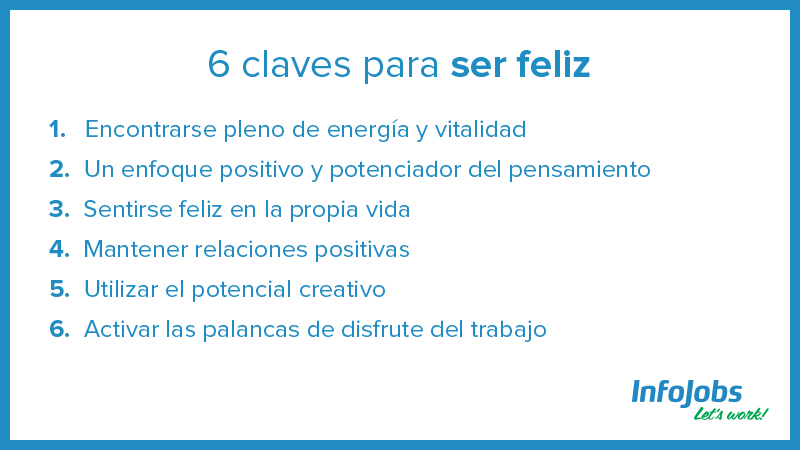 6 claves para ser feliz
1. Encontrarse pleno de energía y vitalidad
2. Un enfoque positivo y potenciador del pensamiento
3. Sentirse feliz en la propia vida
4. Mantener relaciones positivas
5. Utilizar el potencial creativo
6. Activar las palancas de disfrute del trabajo
InfoJobs
Let's work!